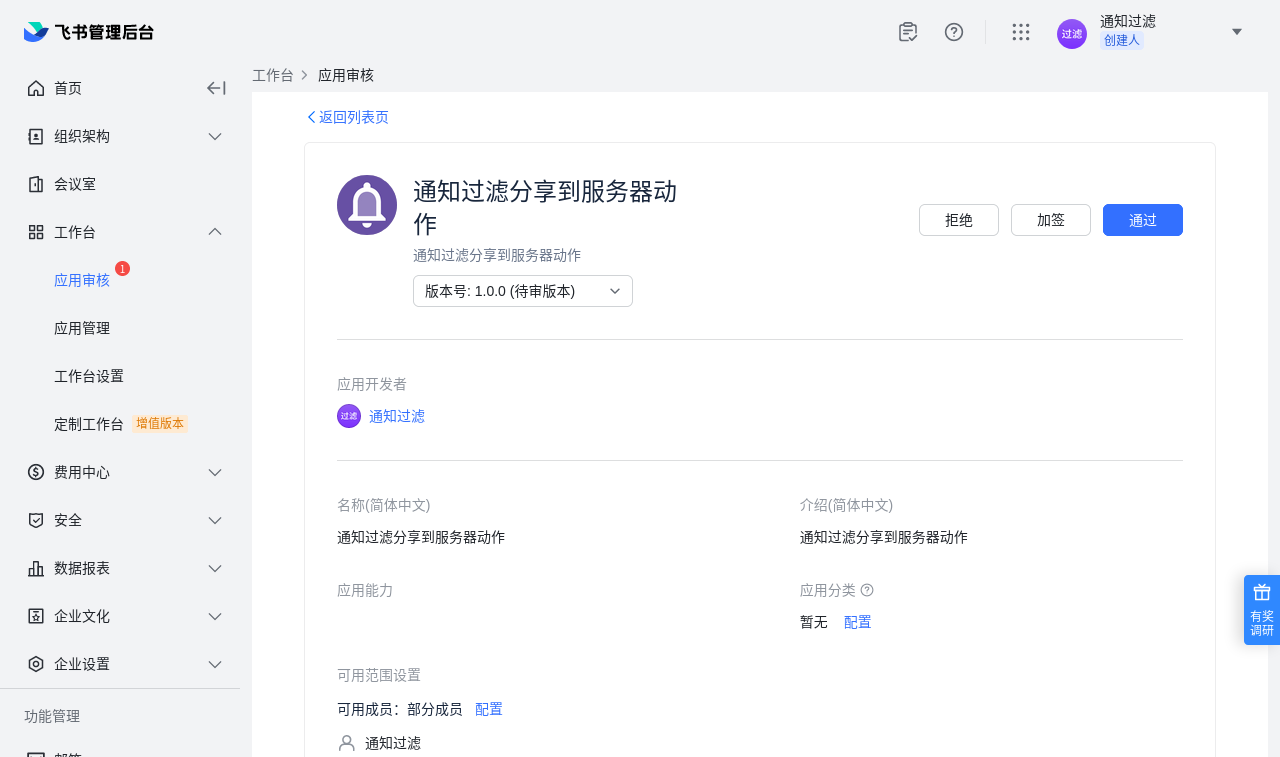 飞书管理后台
过滤
通知过滤
创建人
首页
组织架构
会议室
工作台
应用审核
1
应用管理
工作台设置
定制工作台 增值版本
费用中心
安全
数据报表
企业文化
企业设置
功能管理
工作台 应用审核
返回列表页
通知过滤分享到服务器动
作
通知过滤分享到服务器动作
版本号: 1.0.0 (待审版本)
拒绝 加签 通过
应用开发者
过滤 通知过滤
名称(简体中文) 介绍(简体中文)
通知过滤分享到服务器动作 通知过滤分享到服务器动作
应用能力 应用分类
暂无 配置
可用范围设置
可用成员：部分成员 配置
通知过滤
有奖
调研